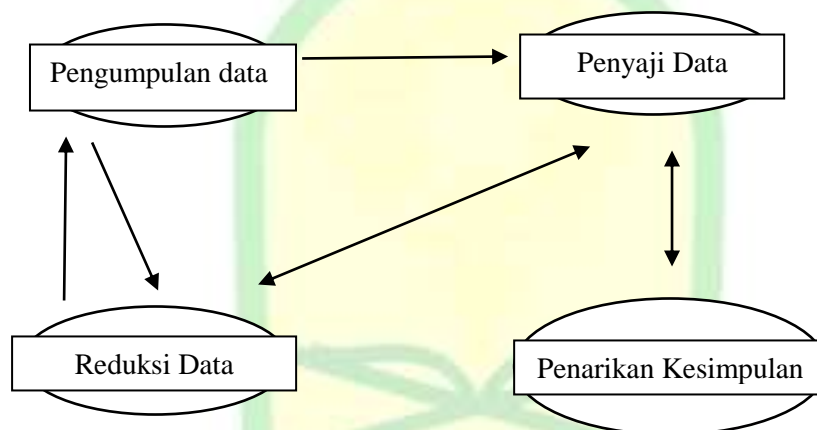 Pengumpulan data
Penyaji Data
Reduksi Data
Penarikan Kesimpulan